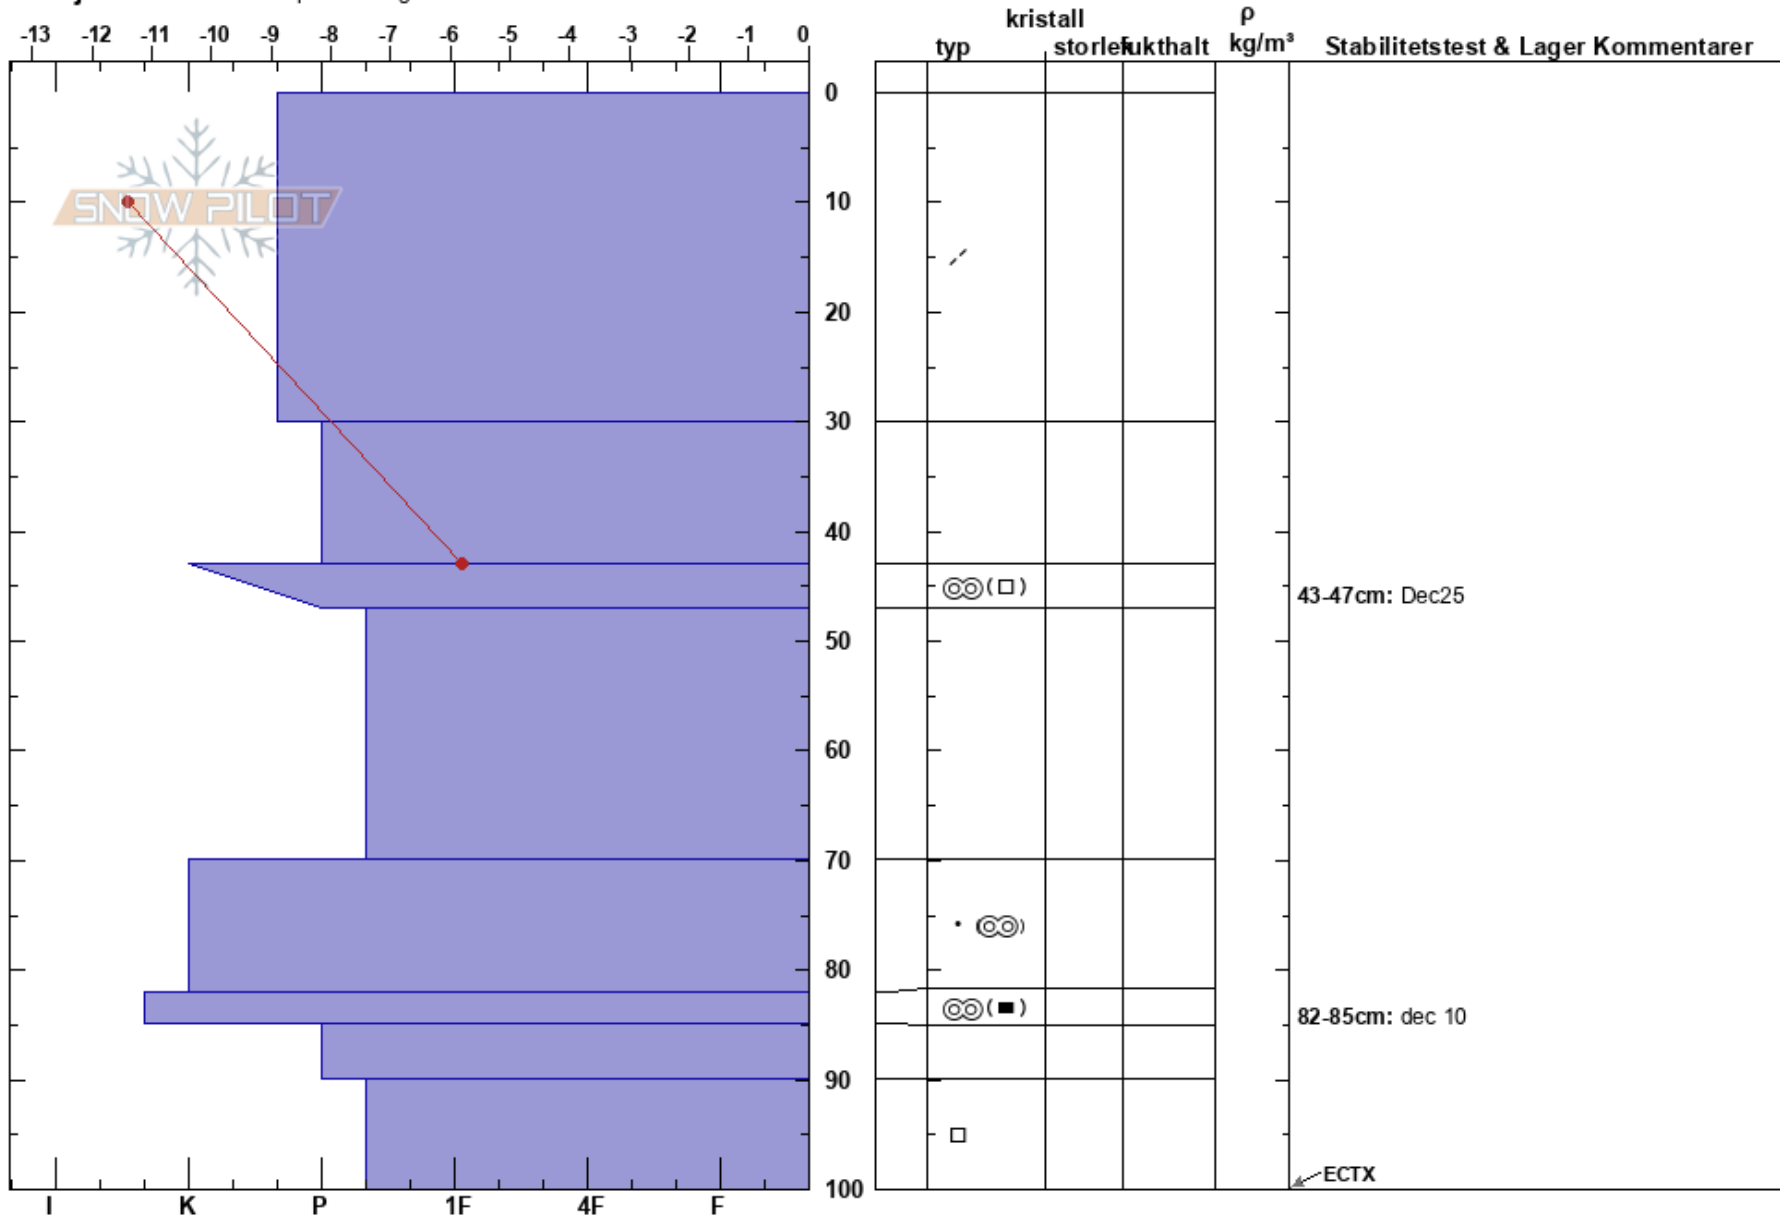 kristall
ρ
-13 -12 -11 -10 -9 -8 -7 -6 -5 -4 -3 -2 -1 0
typ storlek fukthalt kg/m³ Stabilitetstest & Lager Kommentarer
0
SNOW PILOT
10
20
30
40
43-47cm: Dec25
50
60
70
80
82-85cm: dec 10
90
ECTX
100
I K P 1F 4F F